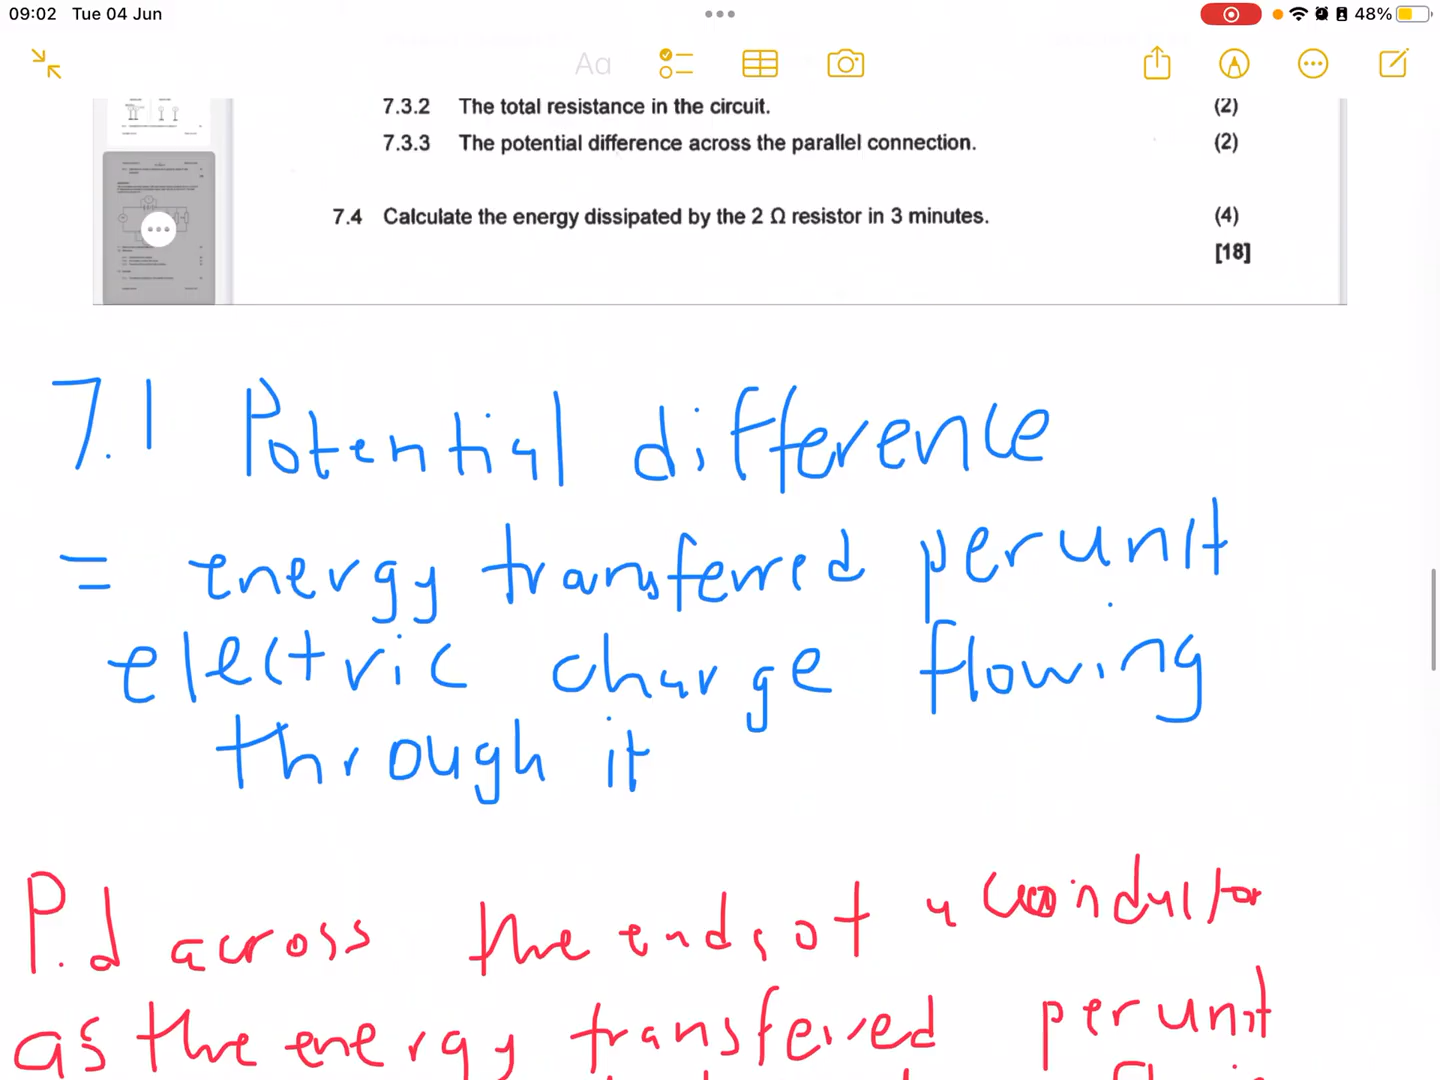 09:02 Tue 04 Jun
48%
Aa
7.3.2 The total resistance in the circuit. (2)
7.3.3 The potential difference across the parallel connection. (2)
7.4 Calculate the energy dissipated by the 2 Ω resistor in 3 minutes. (4)
[18]
7.1 Potential difference
= energy transferred per unit
electric charge flowing
through it
P.d across the ends of a conductor
as the energy transferred per unit